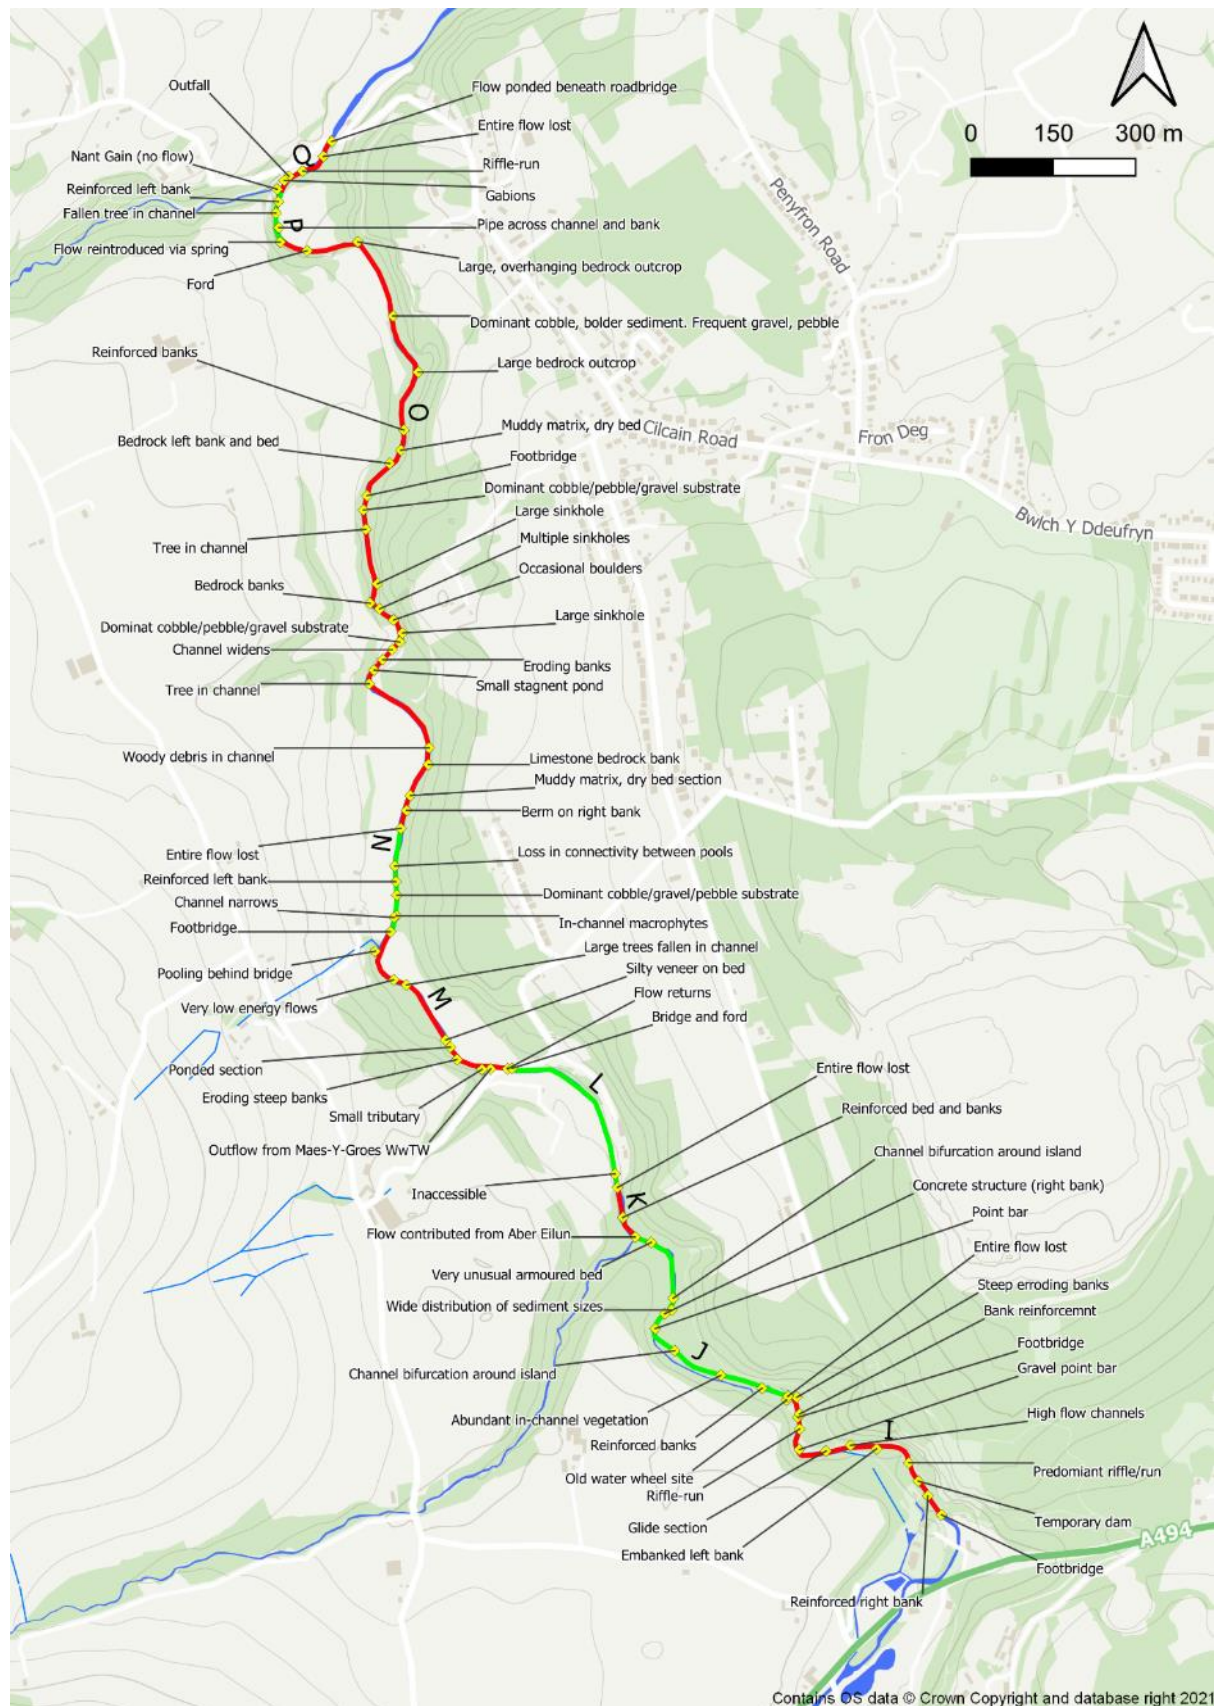 Outfall
Flow ponded beneath roadbridge
Entire flow lost
0 150 300 m
Nant Gain (no flow)
Q
Riffle-run
Reinforced left bank
Gabions
Penyfron Road
Fallen tree in channel
P
Pipe across channel and bank
Flow reintroduced via spring
Large, overhanging bedrock outcrop
Ford
Dominant cobble, bolder sediment. Frequent gravel, pebble
Reinforced banks
Large bedrock outcrop
O
Muddy matrix, dry bed
Cilcain Road
Fron Deg
Bedrock left bank and bed
Footbridge
Dominant cobble/pebble/gravel substrate
Large sinkhole
Bwlch Y Ddeufryn
Tree in channel
Multiple sinkholes
Occasional boulders
Bedrock banks
Large sinkhole
Dominat cobble/pebble/gravel substrate
Channel widens
Eroding banks
Small stagnent pond
Tree in channel
Woody debris in channel
Limestone bedrock bank
Muddy matrix, dry bed section
Berm on right bank
N
Entire flow lost
Loss in connectivity between pools
Reinforced left bank
Dominant cobble/gravel/pebble substrate
Channel narrows
In-channel macrophytes
Footbridge
Large trees fallen in channel
Pooling behind bridge
Silty veneer on bed
Flow returns
M
Very low energy flows
Bridge and ford
Ponded section
Entire flow lost
L
Eroding steep banks
Reinforced bed and banks
Small tributary
Outflow from Maes-Y-Groes WwTW
Channel bifurcation around island
Concrete structure (right bank)
Inaccessible
K
Point bar
Flow contributed from Aber Eilun
Entire flow lost
Very unusual armoured bed
Steep erroding banks
Wide distribution of sediment sizes
Bank reinforcemnt
J
Footbridge
Channel bifurcation around island
Gravel point bar
Abundant in-channel vegetation
High flow channels
I
Reinforced banks
Old water wheel site
Predomiant riffle/run
Riffle-run
Glide section
Temporary dam
A494
Embanked left bank
Footbridge
Reinforced right bank
Contains OS data © Crown Copyright and database right 2021